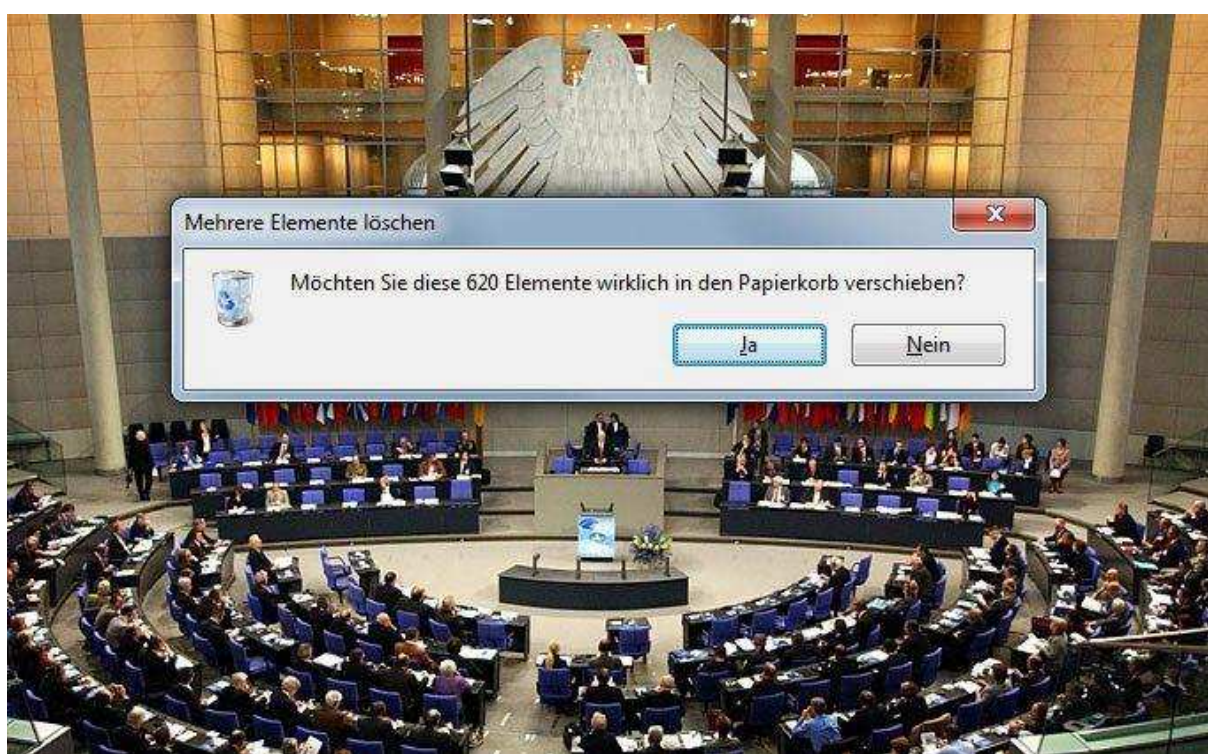 Mehrere Elemente löschen
Möchten Sie diese 620 Elemente wirklich in den Papierkorb verschieben?
Ja
Nein